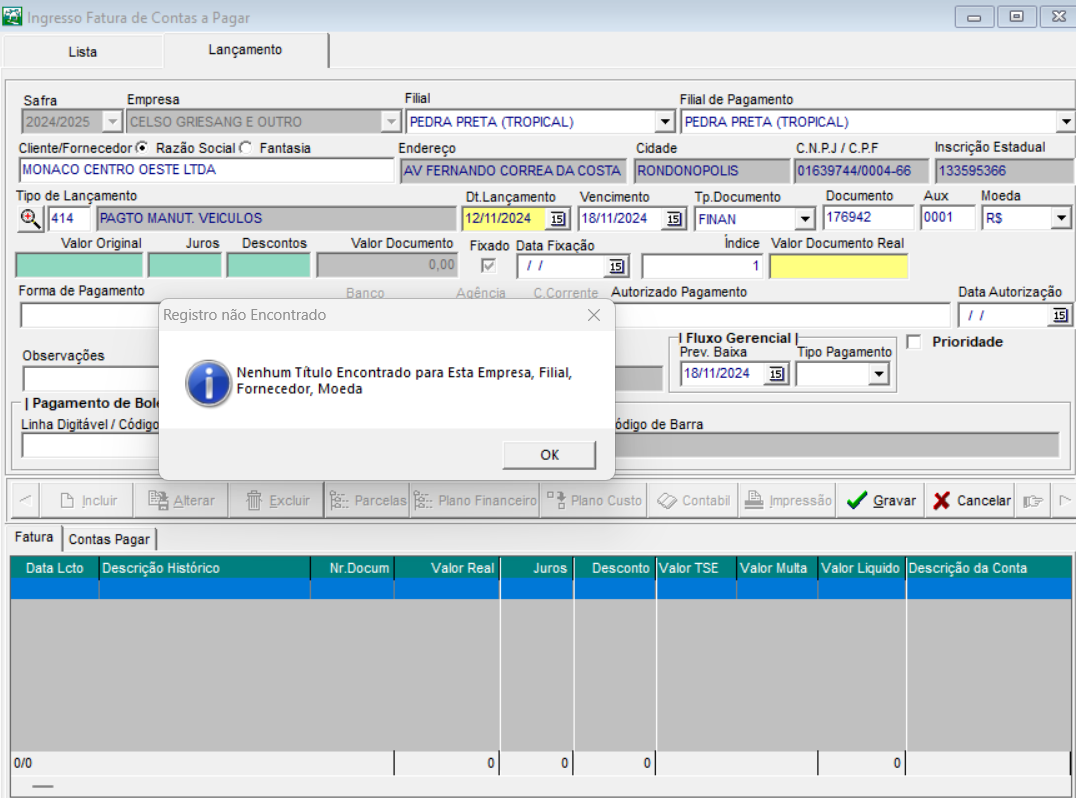 Ingresso Fatura de Contas a Pagar
Lista Lançamento
Safra Empresa Filial Filial de Pagamento
2024/2025 CELSO GRIESANG E OUTRO PEDRA PRETA (TROPICAL) PEDRA PRETA (TROPICAL)
Cliente/Fornecedor Razão Social Fantasia Endereço Cidade C.N.P.J / C.P.F Inscrição Estadual
MONACO CENTRO OESTE LTDA AV FERNANDO CORREA DA COSTA RONDONOPOLIS 01639744/0004-66 133595366
Tipo de Lançamento Dt.Lançamento Vencimento Tp.Documento Documento Aux Moeda
414 PAGTO MANUT. VEICULOS 12/11/2024 15 18/11/2024 15 FINAN 176942 0001 R$
Valor Original Juros Descontos Valor Documento Fixado Data Fixação Índice Valor Documento Real
0,00 / / 15 1
Forma de Pagamento Banco Agência C.Corrente Autorizado Pagamento Data Autorização
/ / 15
Registro não Encontrado
Nenhum Título Encontrado para Esta Empresa, Filial,
Fornecedor, Moeda
OK
| Fluxo Gerencial | Prioridade
Observações Prev. Baixa Tipo Pagamento
18/11/2024 15
| Pagamento de Bol
Linha Digitável / Código ódigo de Barra
< Incluir Alterar Excluir Parcelas Plano Financeiro Plano Custo Contabil Impressão Gravar Cancelar
Fatura Contas Pagar
Data Lcto Descrição Histórico Nr.Docum Valor Real Juros Desconto Valor TSE Valor Multa Valor Liquido Descrição da Conta
0/0 0 0 0 0